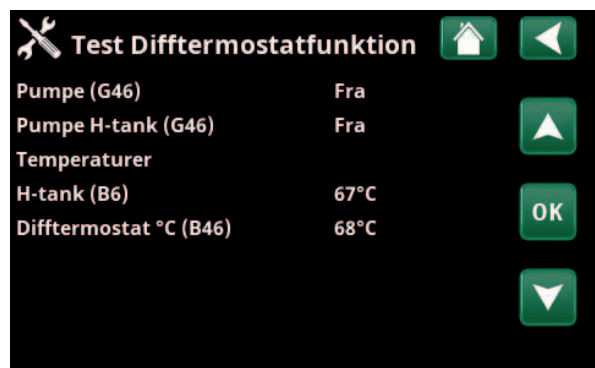 Test Difftermostatfunktion
Pumpe (G46) Fra
Pumpe H-tank (G46) Fra
Temperaturer
H-tank (B6) 67°C
OK
Difftermostat °C (B46) 68°C